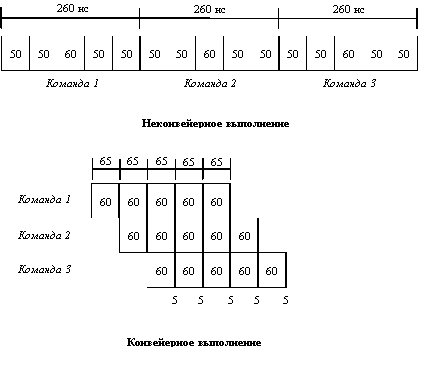 260 нс 260 нс 260 нс
50 50 60 50 50 50 50 60 50 50 50 50 60 50 50
Команда 1 Команда 2 Команда 3
Неконвейерное выполнение
65 65 65 65 65
Команда 1 60 60 60 60 60
Команда 2 60 60 60 60 60
Команда 3 60 60 60 60 60
5 5 5 5 5
Конвейерное выполнение